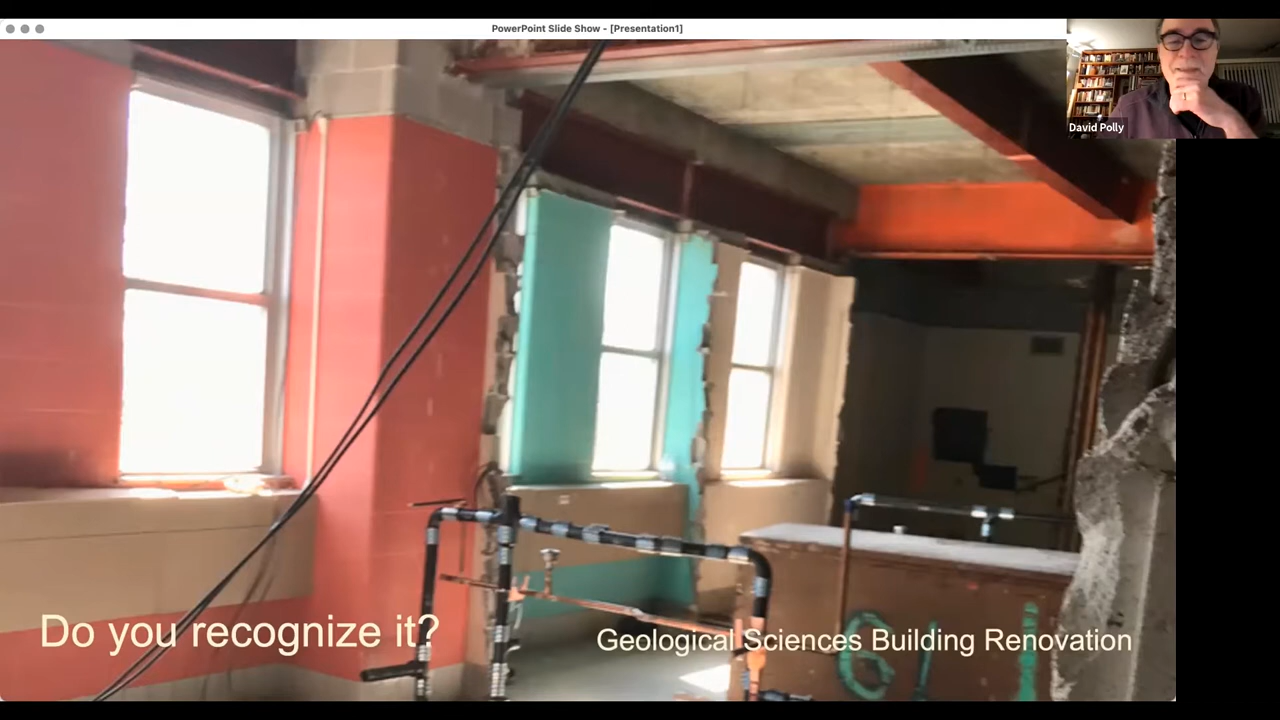 PowerPoint Slide Show - [Presentation1]
David Polly
Do you recognize it?
Geological Sciences Building Renovation